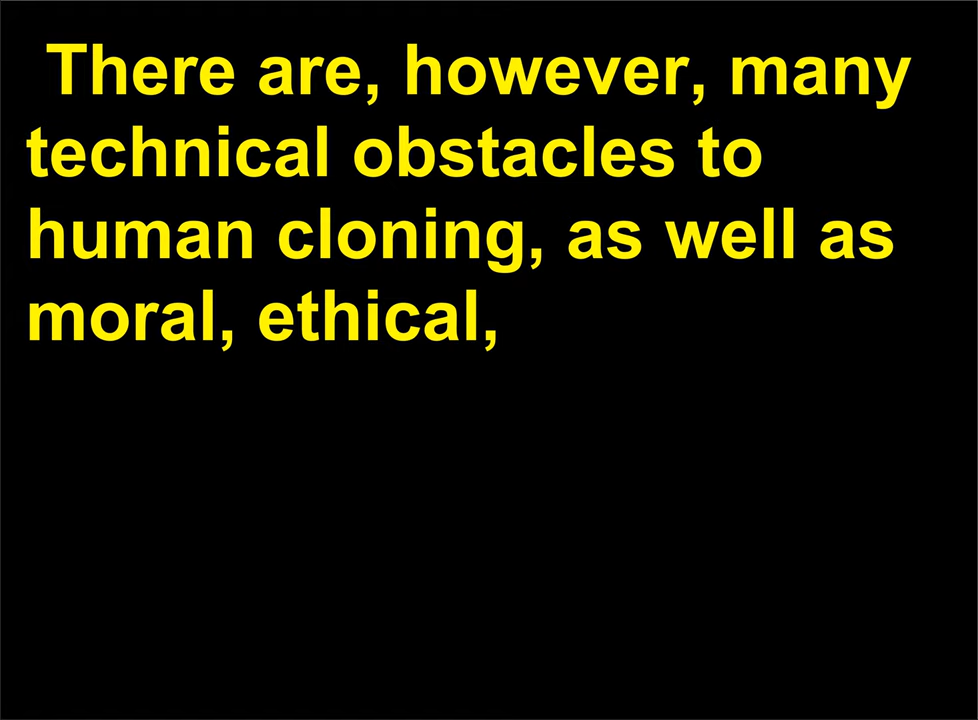 There are, however, many
technical obstacles to
human cloning, as well as
moral, ethical,